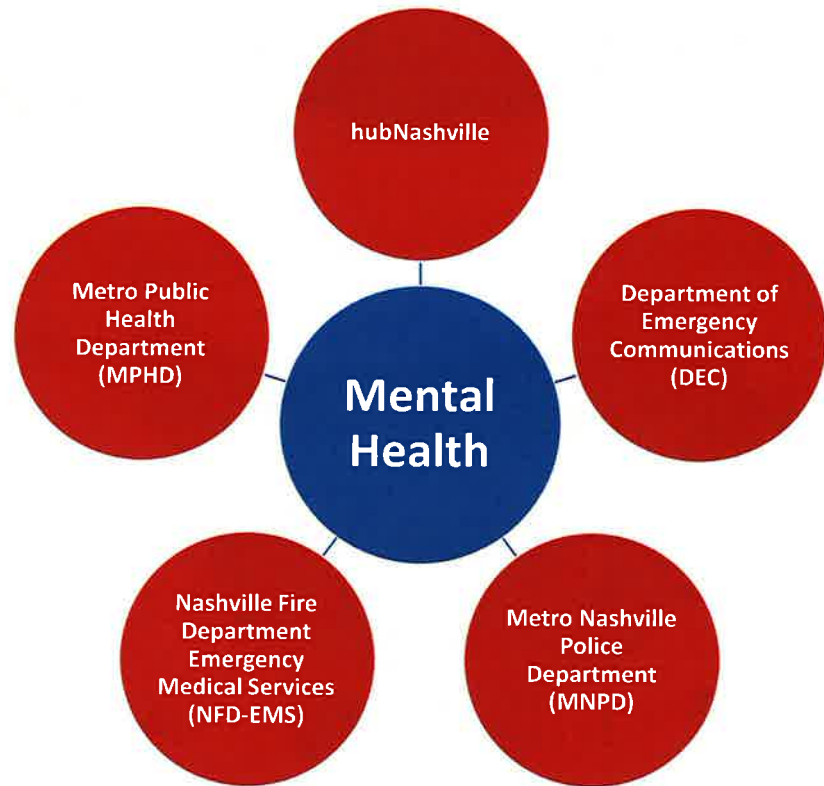 hubNashville
Metro Public
Health
Department
(MPHD)
Department of
Emergency
Communications
(DEC)
Mental
Health
Nashville Fire
Department
Emergency
Medical Services
(NFD-EMS)
Metro Nashville
Police
Department
(MNPD)